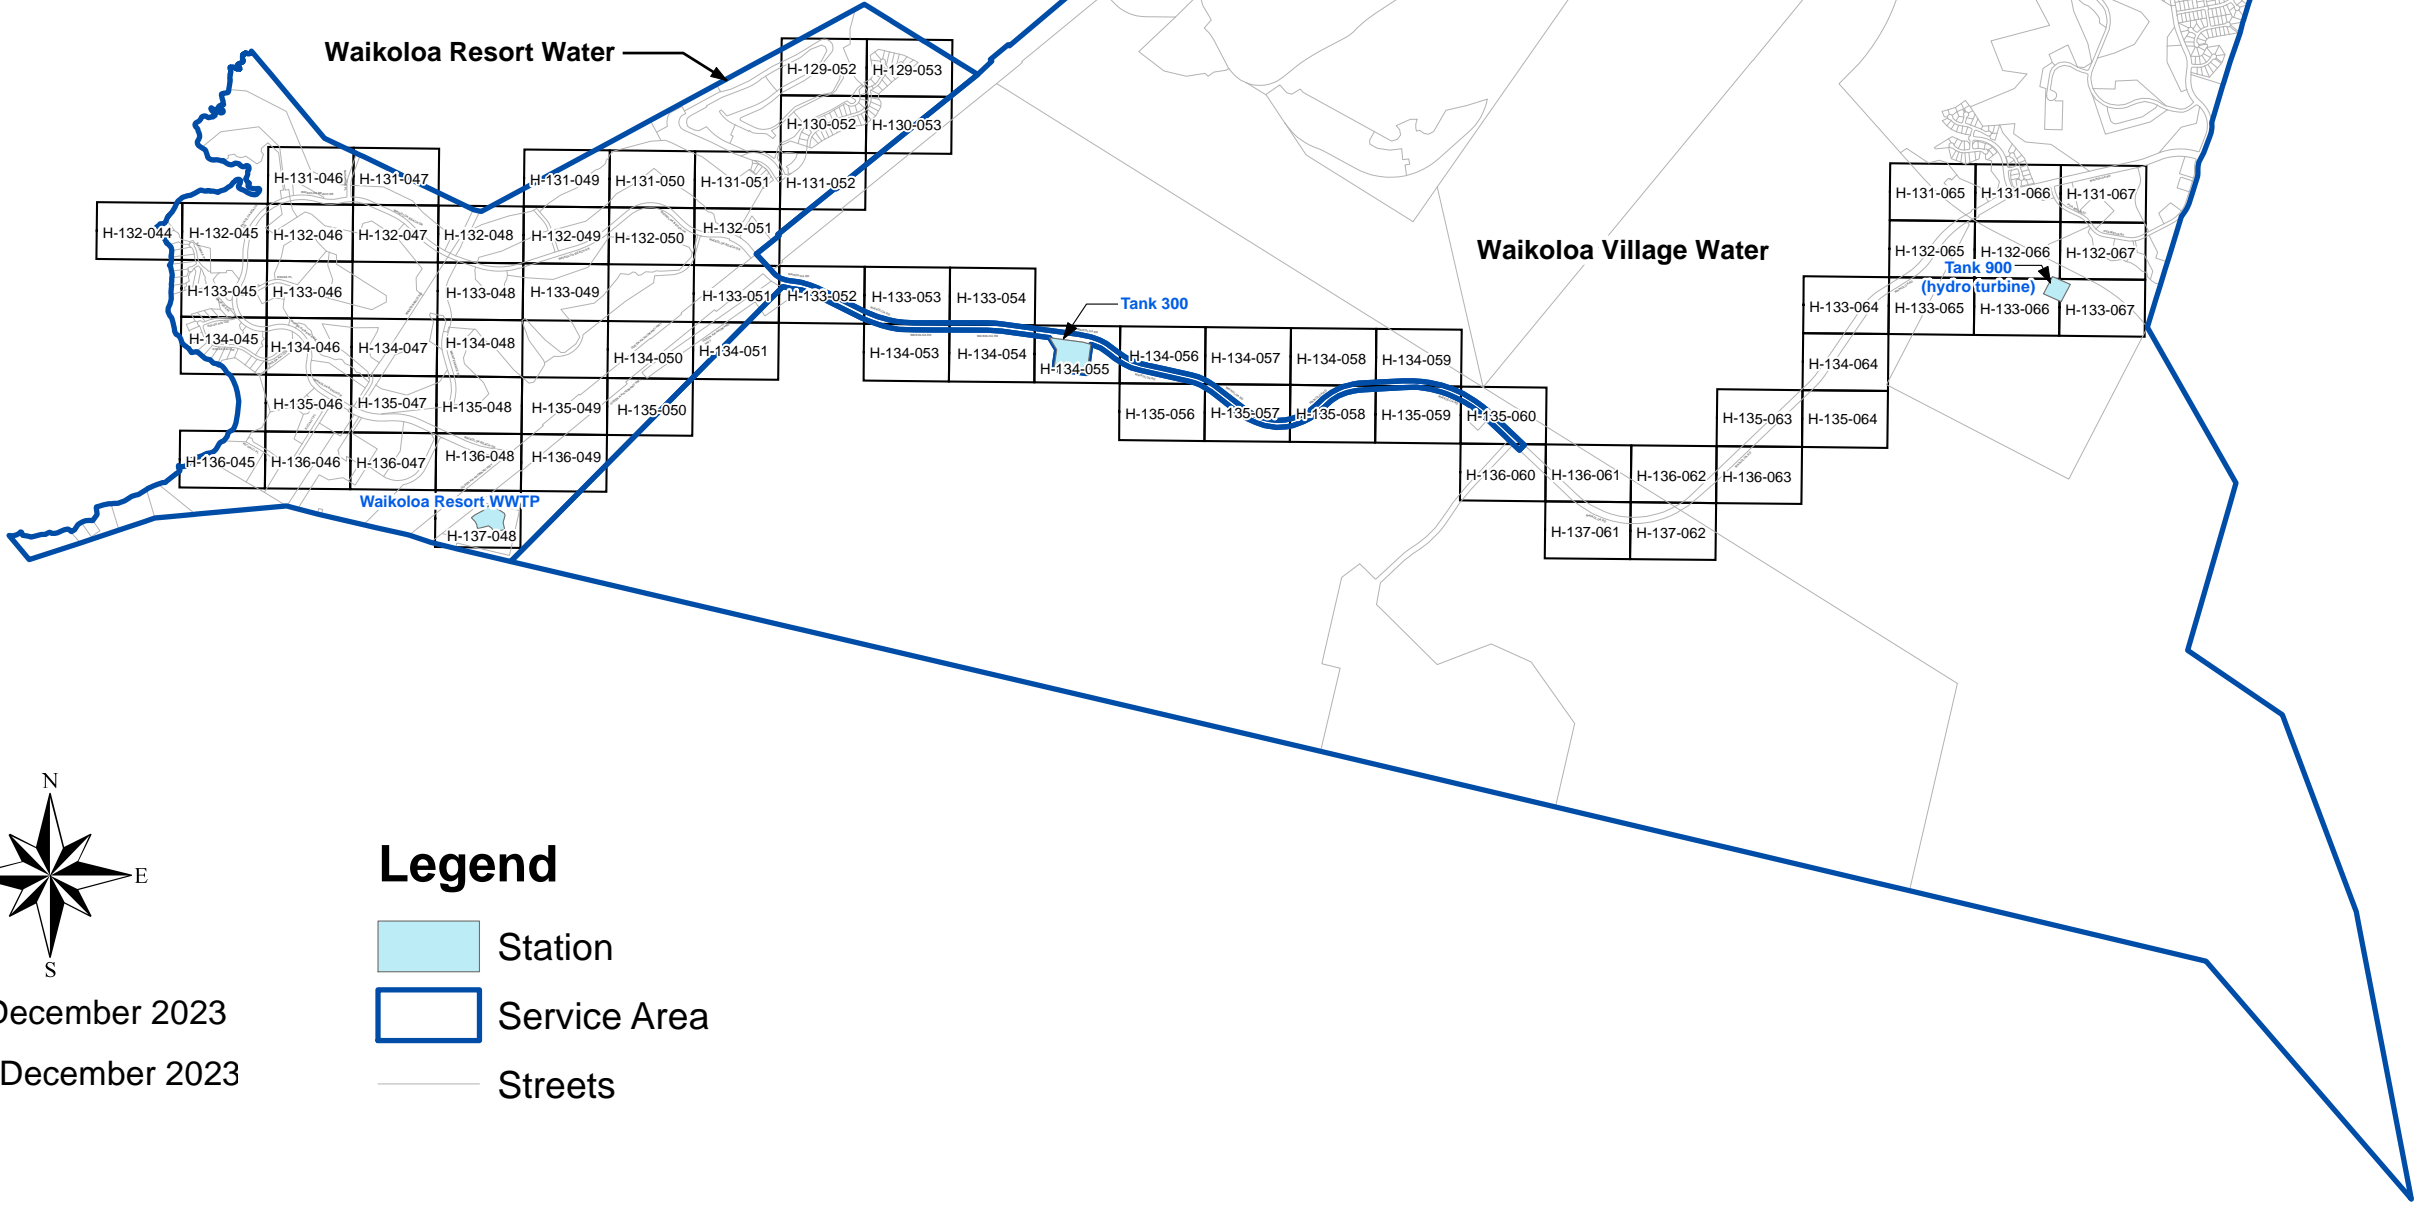 Waikoloa Resort Water
H-129-052 H-129-053
H-130-052 H-130-053
H-131-046 H-131-047 H-131-049 H-131-050 H-131-051 H-131-052
H-132-044 H-132-045 H-132-046 H-132-047 H-132-048 H-132-049 H-132-050 H-132-051
H-133-045 H-133-046 H-133-048 H-133-049 H-133-051 H-133-052 H-133-053 H-133-054
H-134-045 H-134-046 H-134-047 H-134-048 H-134-050 H-134-051 H-134-053 H-134-054 H-134-055 H-134-056 H-134-057 H-134-058 H-134-059
Tank 300
H-135-046 H-135-047 H-135-048 H-135-049 H-135-050 H-135-056 H-135-057 H-135-058 H-135-059 H-135-060
H-136-045 H-136-046 H-136-047 H-136-048 H-136-049
Waikoloa Resort WWTP
H-137-048
Waikoloa Village Water
H-131-065 H-131-066 H-131-067
H-132-065 H-132-066 H-132-067
Tank 900
(hydro turbine)
H-133-064 H-133-065 H-133-066 H-133-067
H-134-064
H-135-063 H-135-064
H-136-060 H-136-061 H-136-062 H-136-063
H-137-061 H-137-062
N
E
S
December 2023
December 2023
Legend
Station
Service Area
Streets